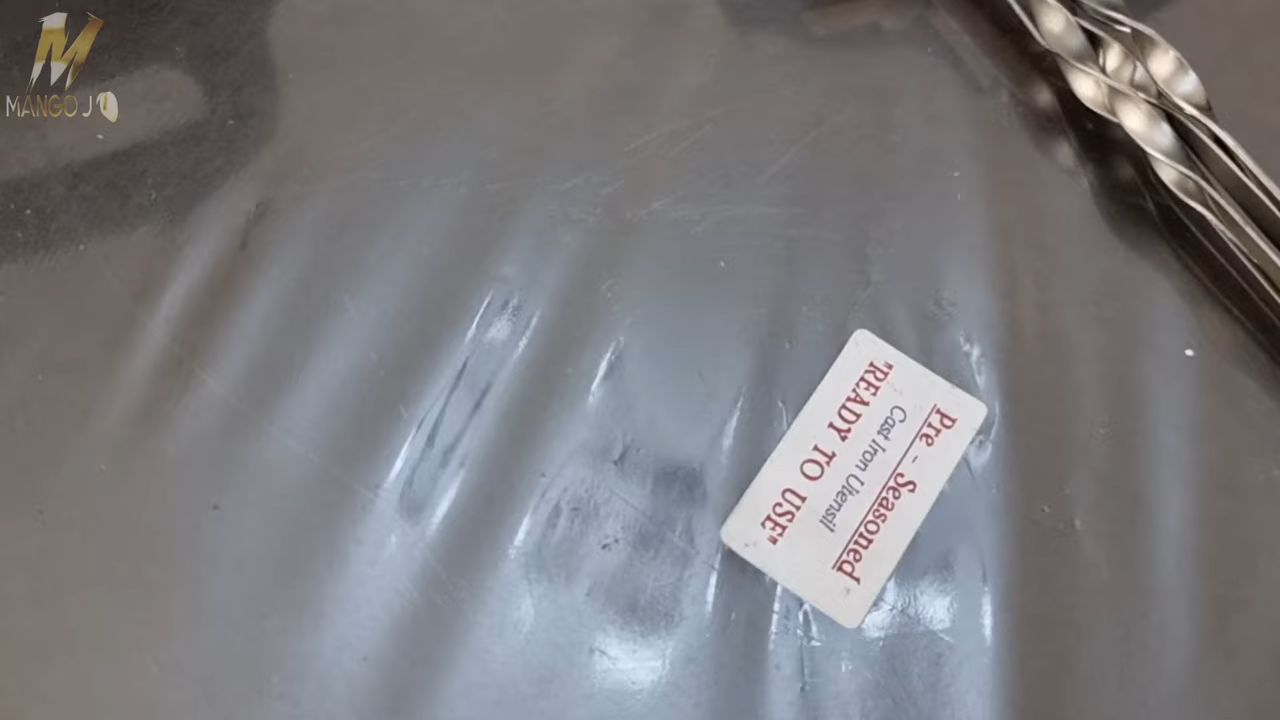 M
MANGO J
Pre - Seasoned
Cast Iron Utensil
"READY TO USE"